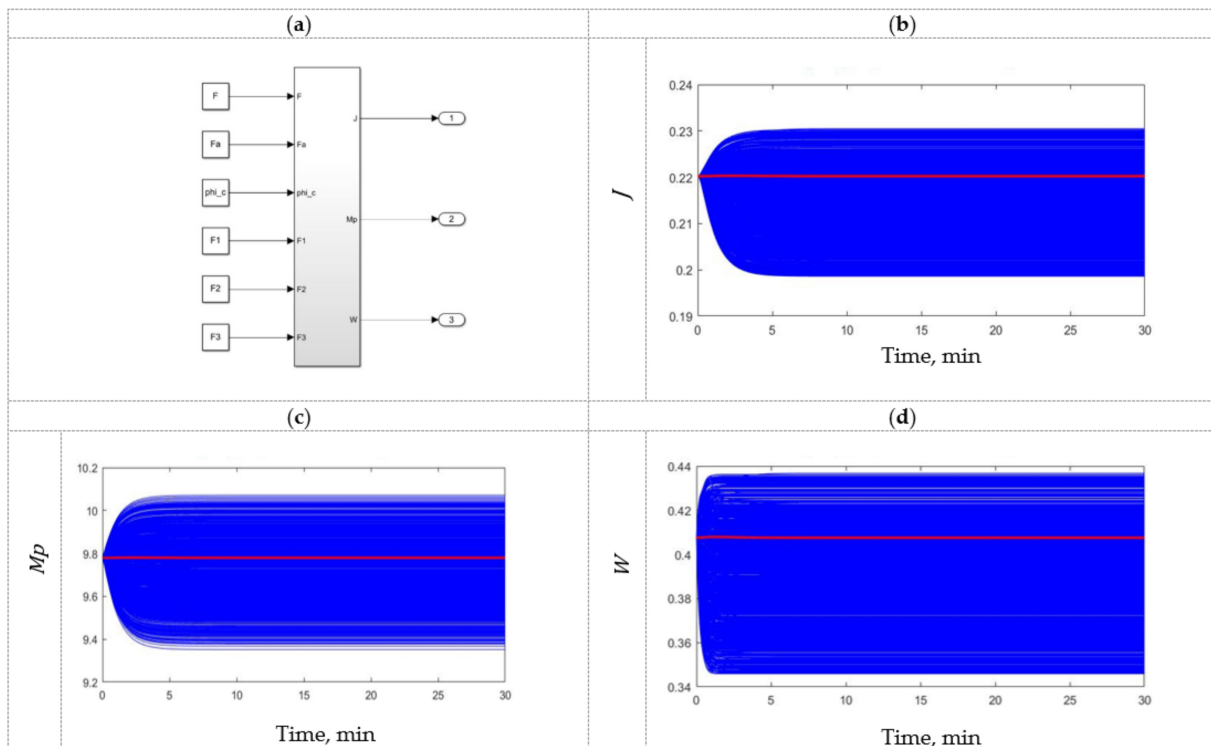 (a)
F
Fa
phi_c
F1
F2
F3
F
Fa
phi_c
F1
F2
F3
J
Mp
W
1
2
3
(b)
J
0.24
0.23
0.22
0.21
0.2
0.19
0 5 10 15 20 25 30
Time, min
(c)
Mp
10.2
10
9.8
9.6
9.4
9.2
0 5 10 15 20 25 30
Time, min
(d)
W
0.44
0.42
0.4
0.38
0.36
0.34
0 5 10 15 20 25 30
Time, min